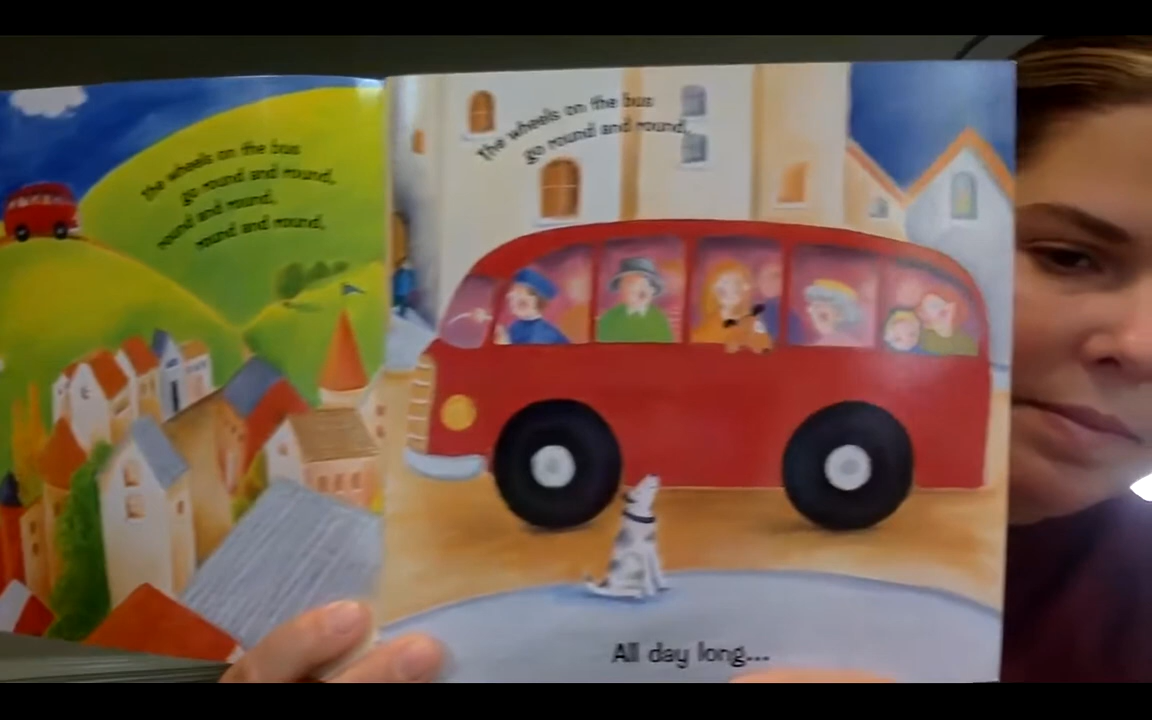 The wheels on the bus
go round and round,
round and round,
round and round,
The wheels on the bus
go round and round,
All day long...